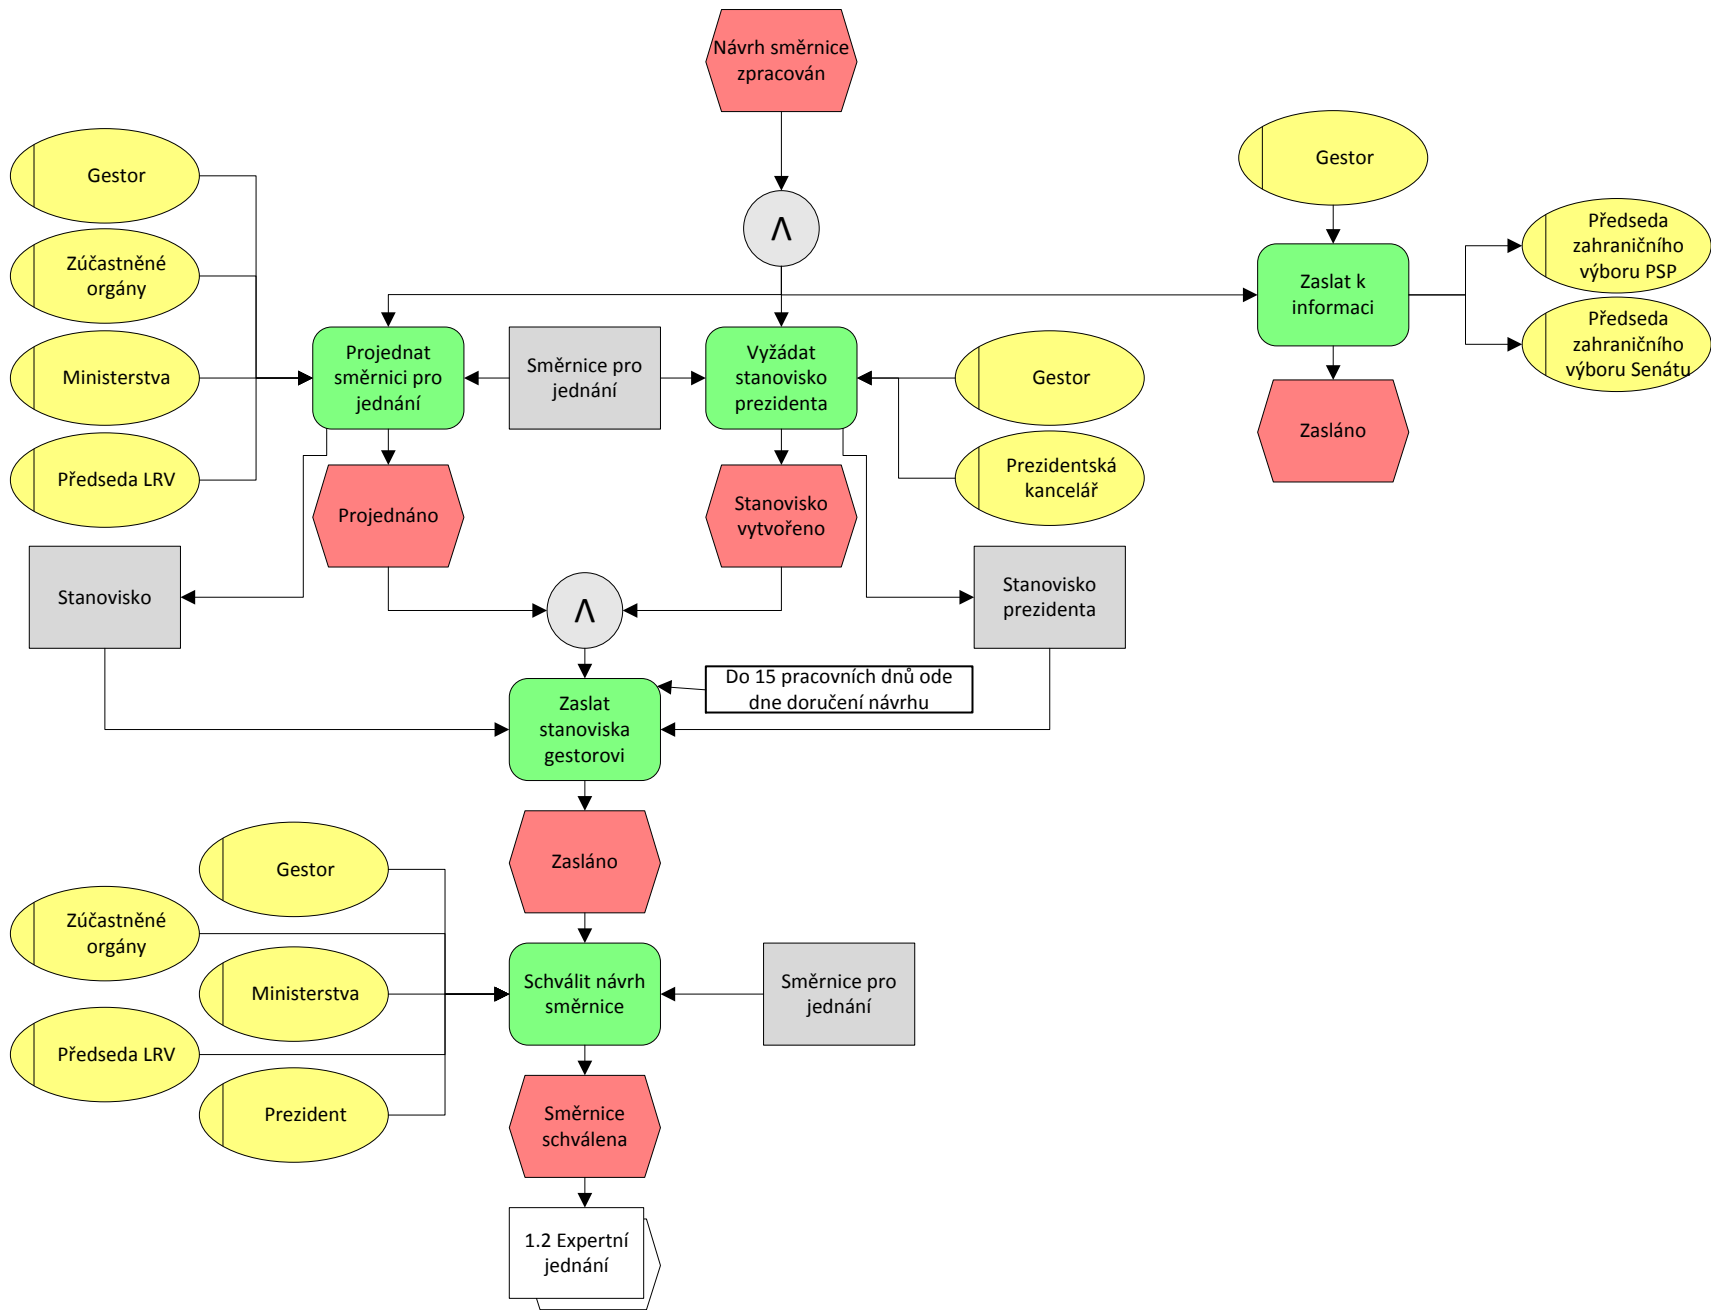 Návrh směrnice
zpracován
Λ
Gestor
Zúčastněné
orgány
Ministerstva
Předseda LRV
Gestor
Předseda
zahraničního
výboru PSP
Předseda
zahraničního
výboru Senátu
Zaslat k
informaci
Zasláno
Projednat
směrnici pro
jednání
Směrnice pro
jednání
Vyžádat
stanovisko
prezidenta
Gestor
Prezidentská
kancelář
Projednáno
Stanovisko
vytvořeno
Stanovisko
Λ
Stanovisko
prezidenta
Do 15 pracovních dnů ode
dne doručení návrhu
Zaslat
stanoviska
gestorovi
Zasláno
Gestor
Zúčastněné
orgány
Ministerstva
Předseda LRV
Prezident
Schválit návrh
směrnice
Směrnice pro
jednání
Směrnice
schválena
1.2 Expertní
jednání